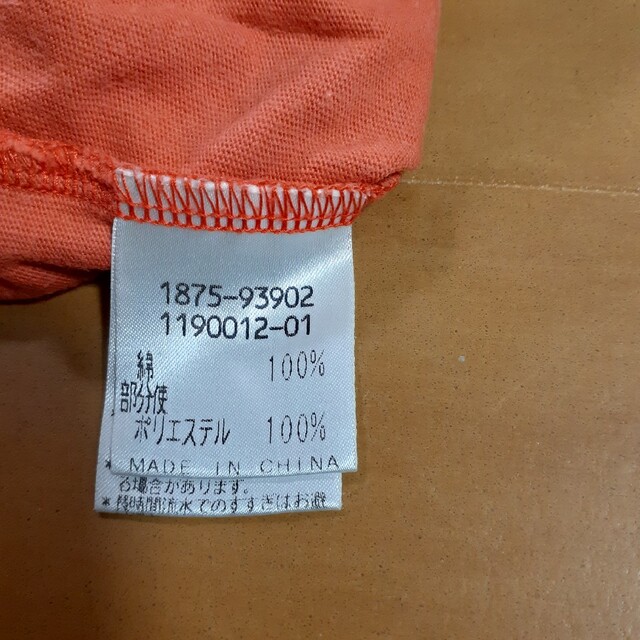 1875-93902
1190012-01
綿 100%
部分使
ポリエステル 100%
* MADE IN CHINA
る場合があります。
*長時間流水でのすすぎはお避